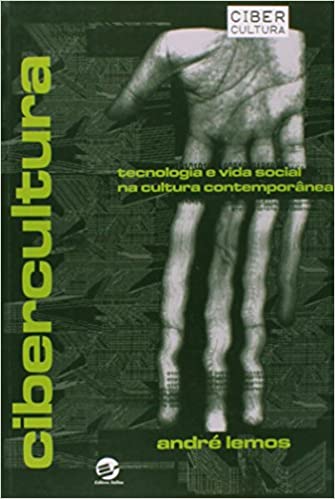 CIBER
CULTURA
cibercultura
tecnologia e vida social
na cultura contemporânea
andré lemos
Editora Sulina